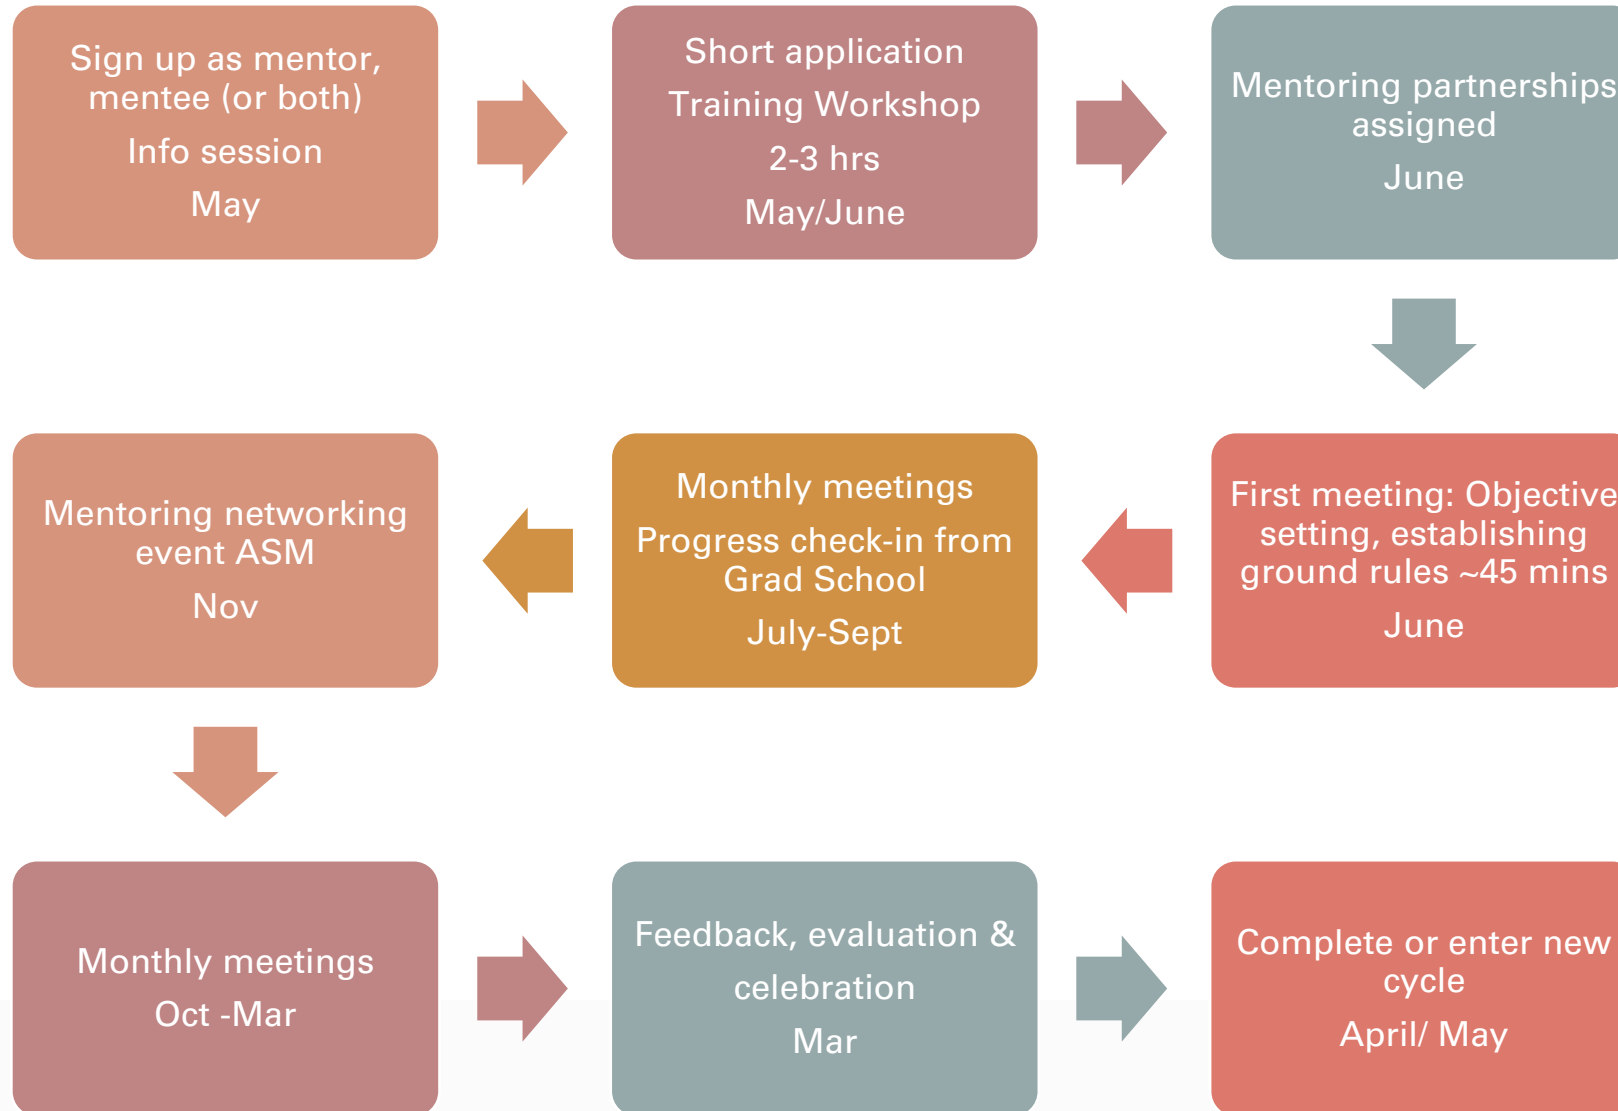 Sign up as mentor,
mentee (or both)
Info session
May
Short application
Training Workshop
2-3 hrs
May/June
Mentoring partnerships
assigned
June
First meeting: Objective
setting, establishing
ground rules ~45 mins
June
Monthly meetings
Progress check-in from
Grad School
July-Sept
Mentoring networking
event ASM
Nov
Monthly meetings
Oct -Mar
Feedback, evaluation &
celebration
Mar
Complete or enter new
cycle
April/ May